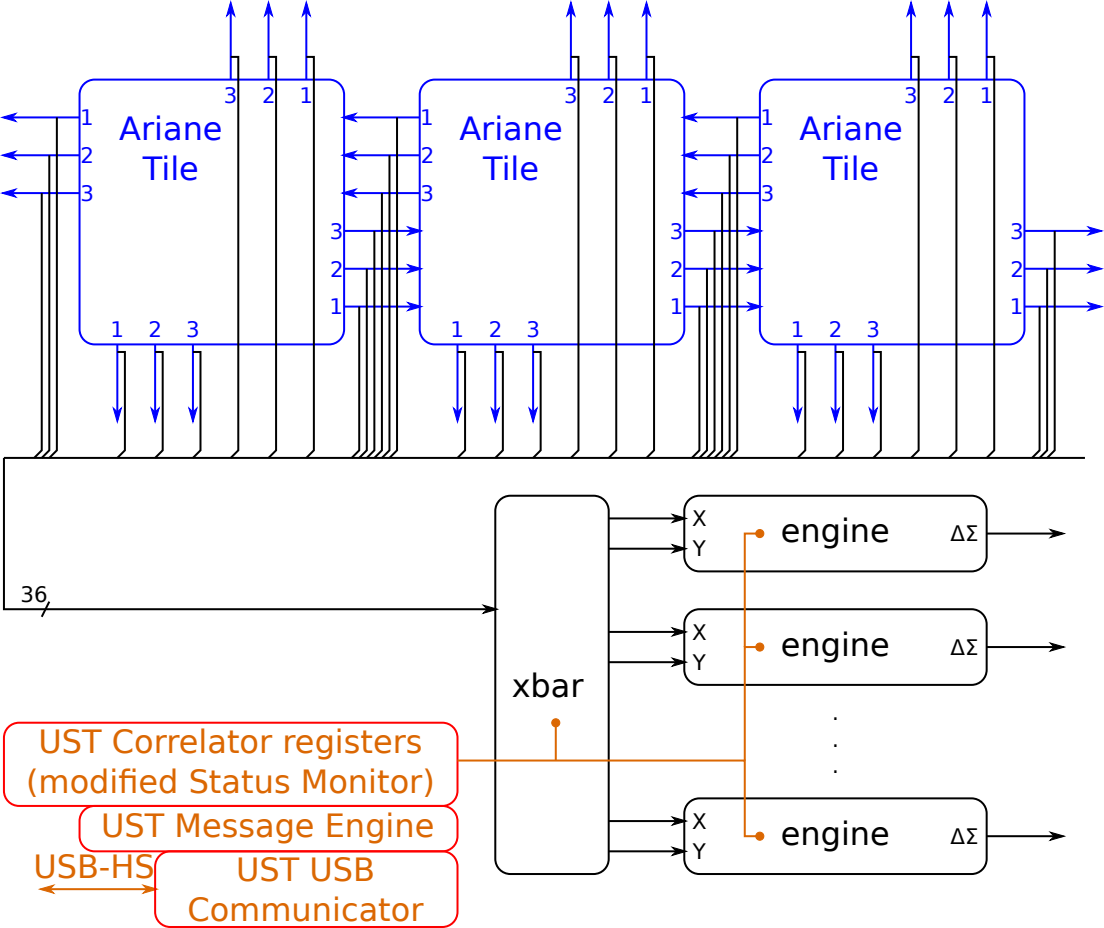 3 2 1 3 2 1 3 2 1
1 Ariane 1 Ariane 1 Ariane
2 Tile 2 Tile 2 Tile
3 3 3
3 3 3
2 2 2
1 1 1
1 2 3 1 2 3 1 2 3
X engine ΔΣ
Y
36
X engine ΔΣ
Y
xbar
.
.
.
UST Correlator registers
(modified Status Monitor)
UST Message Engine
X engine ΔΣ
Y
USB-HS
UST USB
Communicator